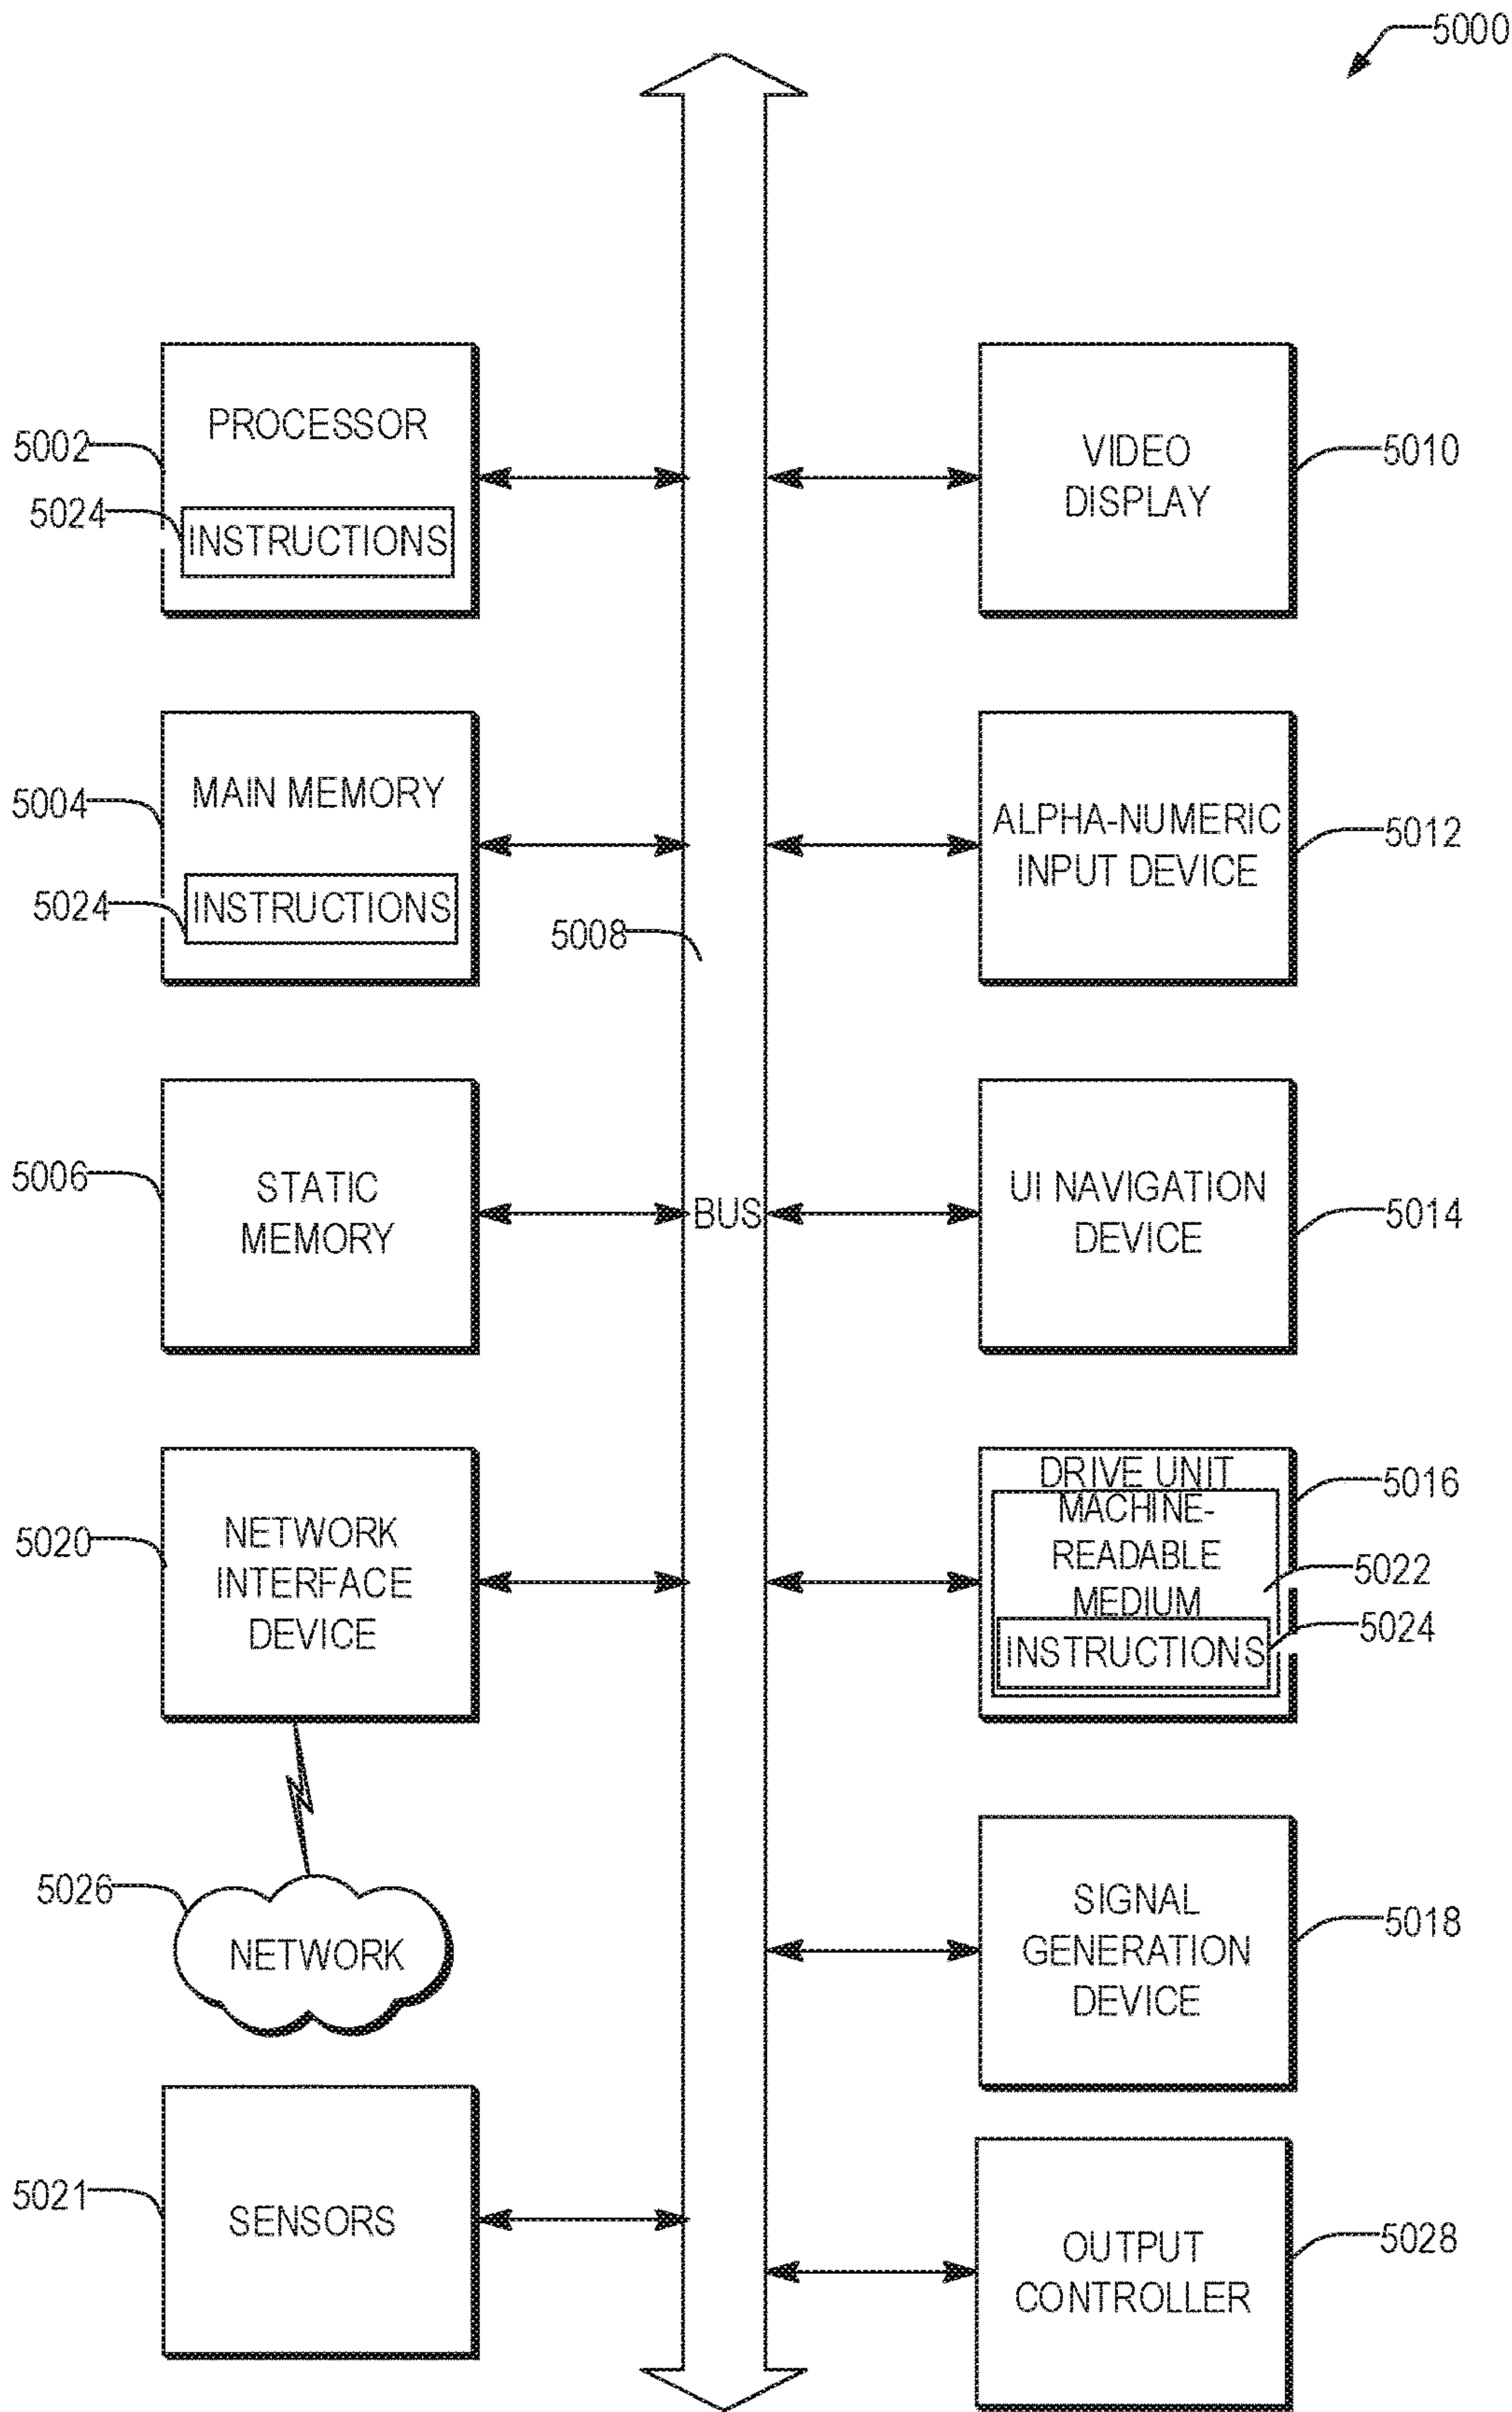 5000
PROCESSOR
5002
5024
INSTRUCTIONS
VIDEO
DISPLAY
5010
MAIN MEMORY
5004
5024
INSTRUCTIONS
5008
ALPHA-NUMERIC
INPUT DEVICE
5012
5006
STATIC
MEMORY
BUS
UI NAVIGATION
DEVICE
5014
5020
NETWORK
INTERFACE
DEVICE
DRIVE UNIT
5016
MACHINE-
READABLE
MEDIUM
5022
INSTRUCTIONS
5024
5026
NETWORK
SIGNAL
GENERATION
DEVICE
5018
5021
SENSORS
OUTPUT
CONTROLLER
5028